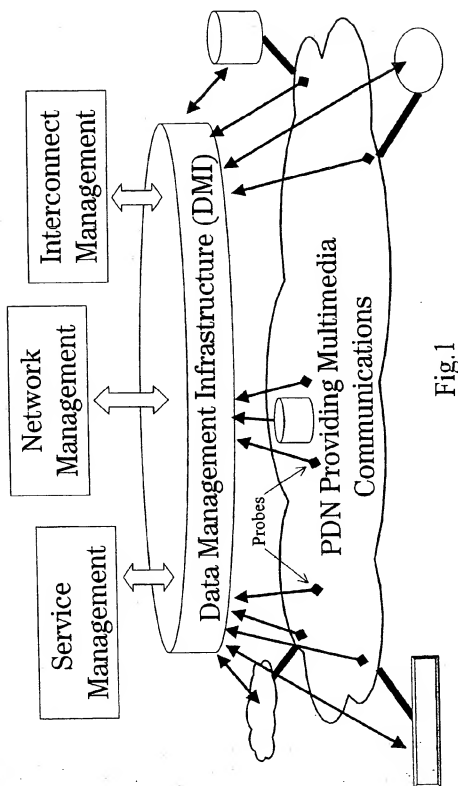 Service
Management
Network
Management
Interconnect
Management
Data Management Infrastructure (DMI)
Probes
PDN Providing Multimedia
Communications
Fig.1